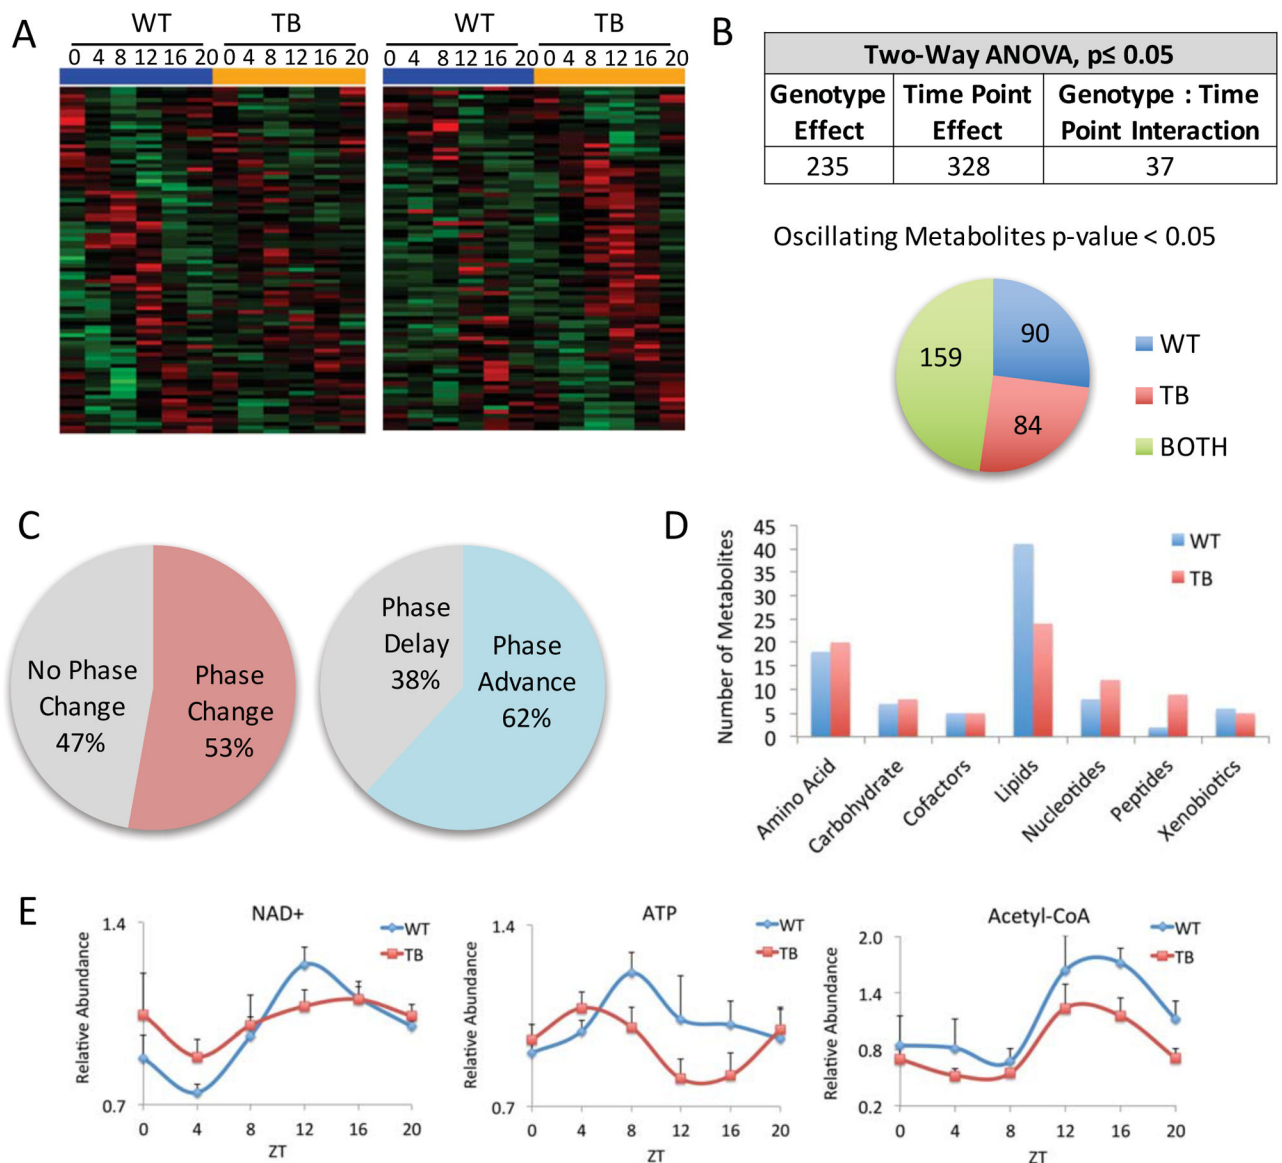 A
WT
TB
WT
TB
0 4 8 12 16 20 0 4 8 12 16 20
0 4 8 12 16 20 0 4 8 12 16 20
B
Two-Way ANOVA, p≤ 0.05
Genotype Effect
Time Point Effect
Genotype : Time Point Interaction
235
328
37
Oscillating Metabolites p-value < 0.05
90
159
84
WT
TB
BOTH
C
No Phase
Change
47%
Phase
Change
53%
Phase
Delay
38%
Phase
Advance
62%
D
Number of Metabolites
45
40
35
30
25
20
15
10
5
0
WT
TB
Amino Acid
Carbohydrate
Cofactors
Lipids
Nucleotides
Peptides
Xenobiotics
E
NAD+
WT
TB
Relative Abundance
1.4
0.7
0 4 8 12 16 20
ZT
ATP
WT
TB
Relative Abundance
1.4
0.7
0 4 8 12 16 20
ZT
Acetyl-CoA
WT
TB
Relative Abundance
2.0
1.4
0.8
0.2
0 4 8 12 16 20
ZT